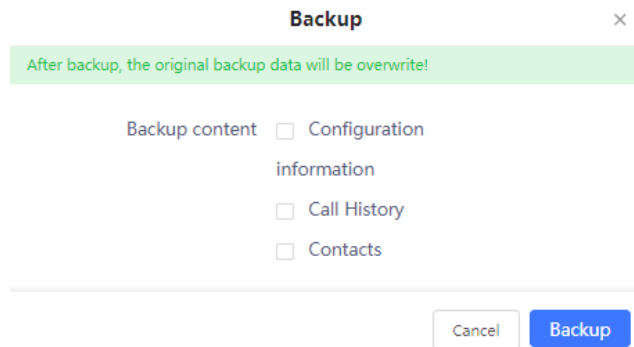 Backup
After backup, the original backup data will be overwrite!
Backup content Configuration
information
Call History
Contacts
Cancel Backup